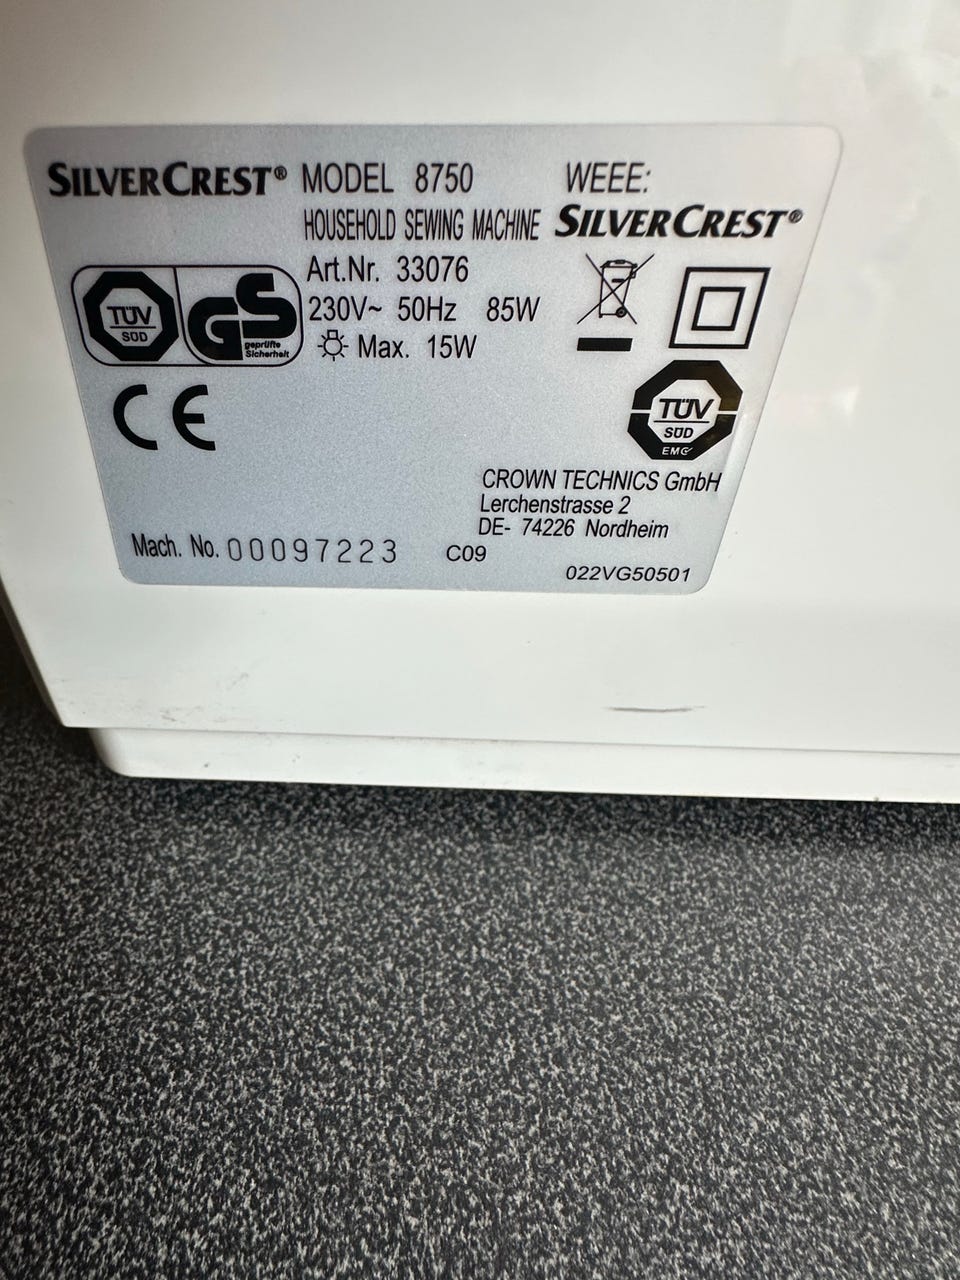 SILVERCREST® MODEL 8750 WEEE:
HOUSEHOLD SEWING MACHINE SILVERCREST®
Art.Nr. 33076
230V~ 50Hz 85W
Max. 15W
TÜV
SÜD
GS
geprüfte
Sicherheit
CE
TÜV
SÜD
EMC
CROWN TECHNICS GmbH
Lerchenstrasse 2
DE- 74226 Nordheim
Mach. No. 00097223 C09
022VG50501